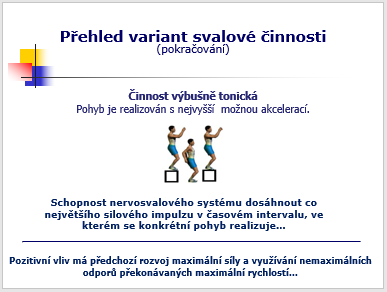 Přehled variant svalové činnosti
(pokračování)
Činnost výbušně tonická
Pohyb je realizován s nejvyšší možnou akcelerací.
Schopnost nervosvalového systému dosáhnout co
největšího silového impulzu v časovém intervalu, ve
kterém se konkrétní pohyb realizuje...
Pozitivní vliv má předchozí rozvoj maximální síly a využívání nemaximálních
odporů překonávaných maximální rychlostí...